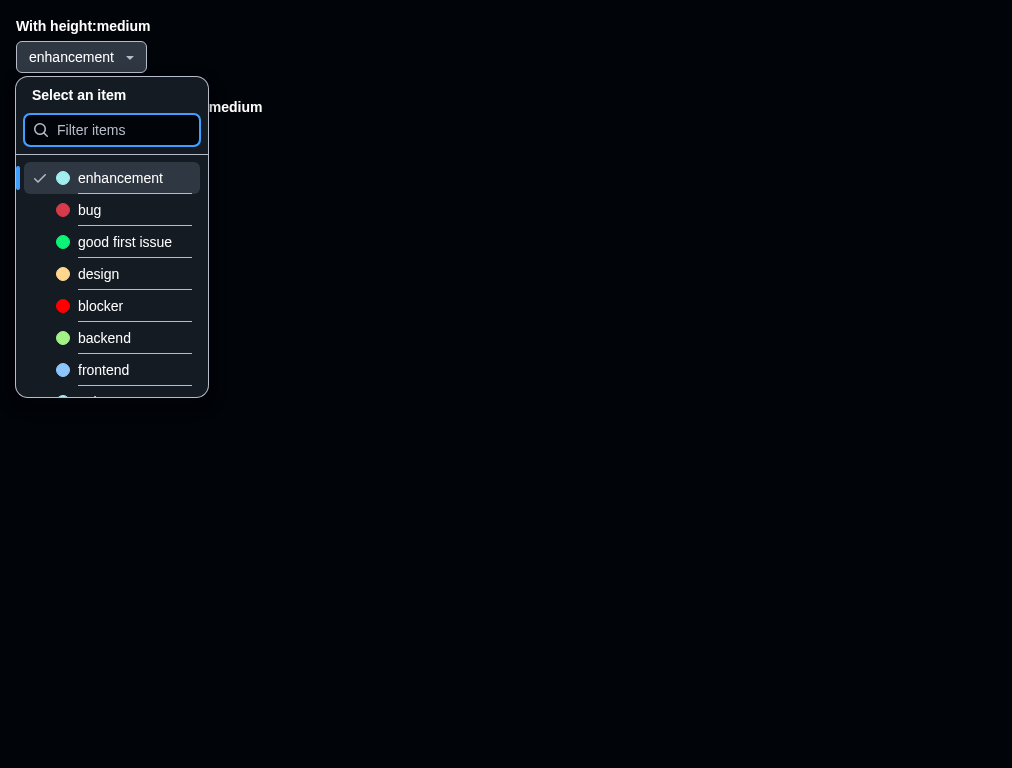 With height:medium
enhancement
Select an item
medium
Filter items
enhancement
bug
good first issue
design
blocker
backend
frontend